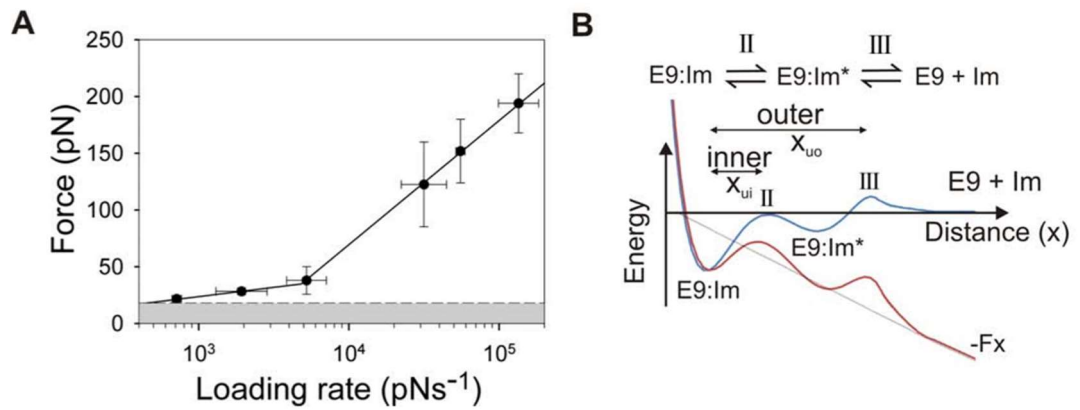 A
250
200
150
100
50
0
Force (pN)
10³
10⁴
10⁵
Loading rate (pNs⁻¹)
B
II
III
E9:Im ⇌ E9:Im* ⇌ E9 + Im
outer
x_uo
inner
x_ui
II
III
E9 + Im
Distance (x)
Energy
E9:Im*
E9:Im
-Fx